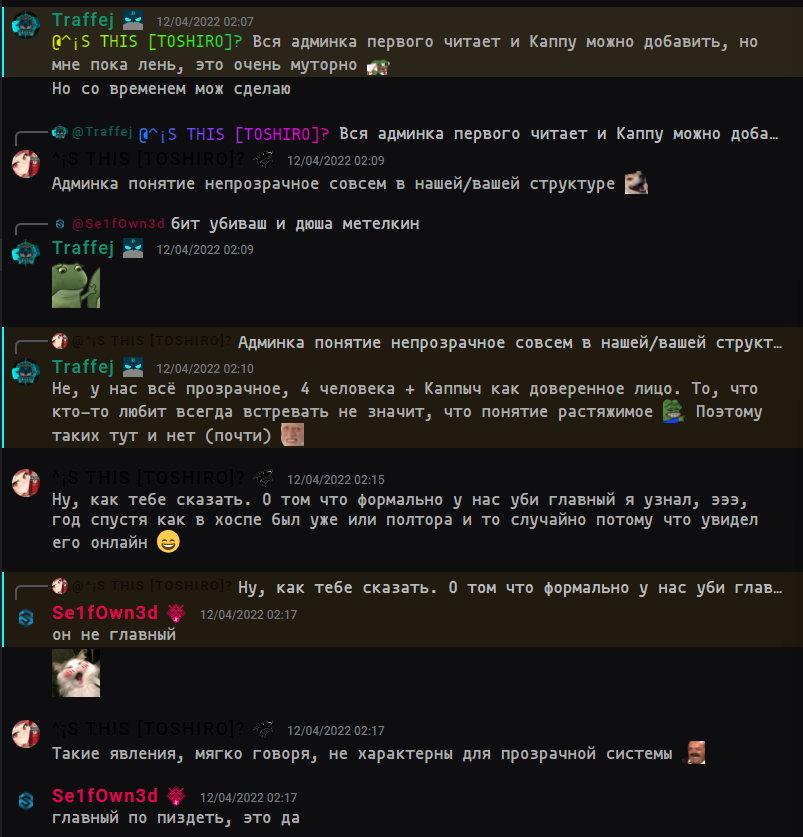 Traffej 12/04/2022 02:07
@^¡S THIS [TOSHIRO]? Вся админка первого читает и Каппу можно добавить, но
мне пока лень, это очень муторно
Но со временем мож сделаю
@Traffej @^¡S THIS [TOSHIRO]? Вся админка первого читает и Каппу можно доба…
^¡S THIS [TOSHIRO]? 12/04/2022 02:09
Админка понятие непрозрачное совсем в нашей/вашей структуре
@Se1fOwn3d бит убиваш и дюша метелкин
Traffej 12/04/2022 02:09
@^¡S THIS [TOSHIRO]? Админка понятие непрозрачное совсем в нашей/вашей структ…
Traffej 12/04/2022 02:10
Не, у нас всё прозрачное, 4 человека + Каппыч как доверенное лицо. То, что
кто-то любит всегда встревать не значит, что понятие растяжимое Поэтому
таких тут и нет (почти)
^¡S THIS [TOSHIRO]? 12/04/2022 02:15
Ну, как тебе сказать. О том что формально у нас уби главный я узнал, эээ,
год спустя как в хоспе был уже или полтора и то случайно потому что увидел
его онлайн 😄
@^¡S THIS [TOSHIRO]? Ну, как тебе сказать. О том что формально у нас уби глав…
Se1fOwn3d 12/04/2022 02:17
он не главный
^¡S THIS [TOSHIRO]? 12/04/2022 02:17
Такие явления, мягко говоря, не характерны для прозрачной системы
Se1fOwn3d 12/04/2022 02:17
главный по пиздеть, это да